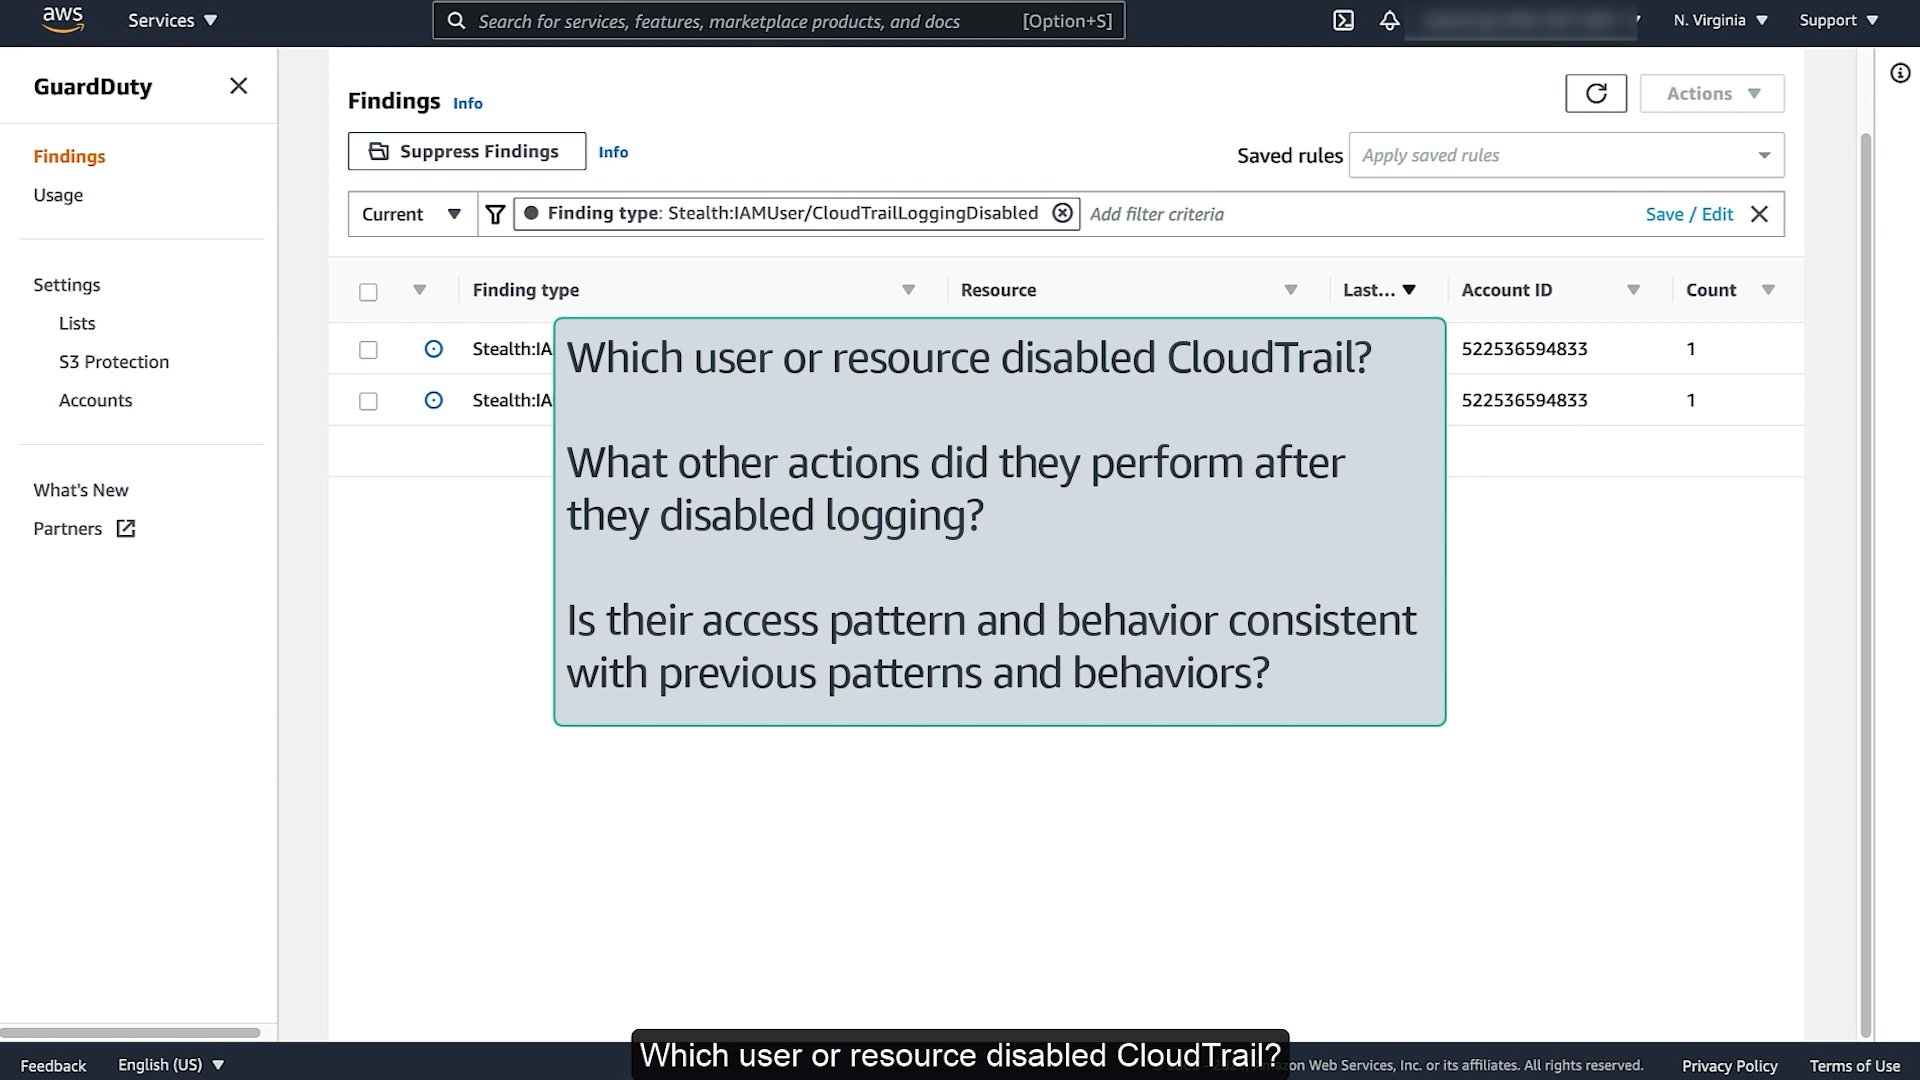 aws
Services
Search for services, features, marketplace products, and docs [Option+S]
N. Virginia
Support
GuardDuty
Findings
Usage
Settings
Lists
S3 Protection
Accounts
What's New
Partners
Findings Info
Actions
Suppress Findings Info
Saved rules Apply saved rules
Current Finding type: Stealth:IAMUser/CloudTrailLoggingDisabled Add filter criteria Save / Edit
Finding type Resource Last... Account ID Count
Stealth:IA 522536594833 1
Stealth:IA 522536594833 1
Which user or resource disabled CloudTrail?
What other actions did they perform after
they disabled logging?
Is their access pattern and behavior consistent
with previous patterns and behaviors?
Which user or resource disabled CloudTrail?
Feedback English (US) Web Services, Inc. or its affiliates. All rights reserved. Privacy Policy Terms of Use